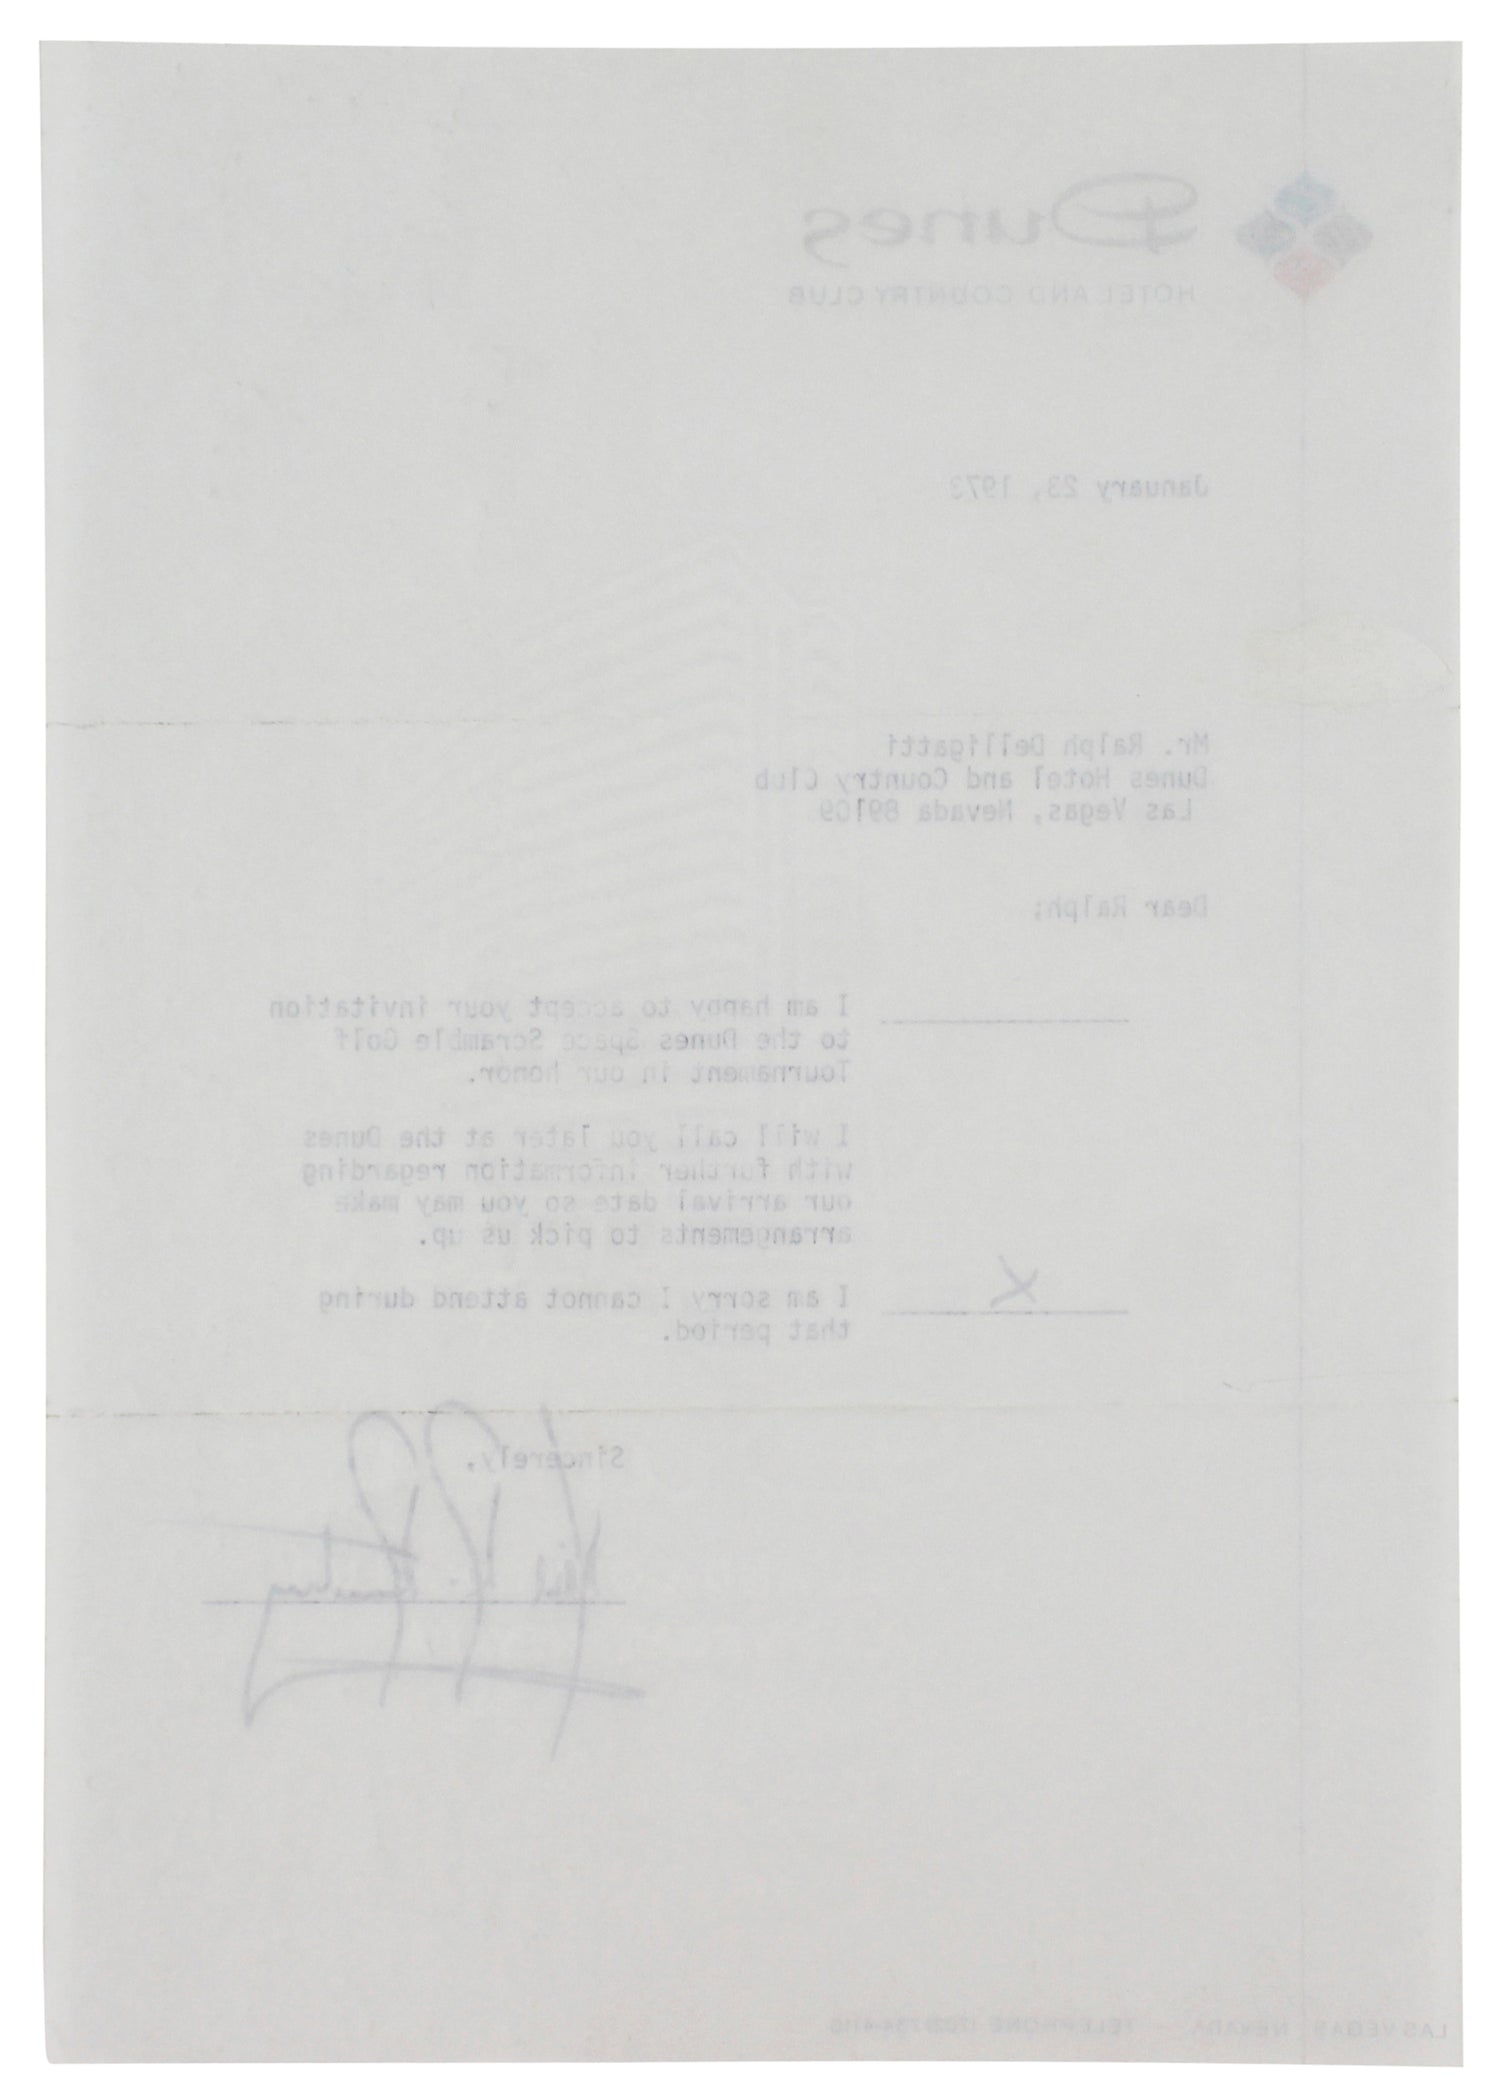 Dunes
HOTEL AND COUNTRY CLUB
January 23, 1973
Mr. Ralph Delligatti
Dunes Hotel and Country Club
Las Vegas, Nevada 89109
Dear Ralph;
I am happy to accept your invitation
to the Dunes Space Scramble Golf
Tournament in our honor.
I will call you later at the Dunes
with further information regarding
our arrival date so you may make
arrangements to pick us up.
X I am sorry I cannot attend during
that period.
Sincerely,
LAS VEGAS, NEVADA TELEPHONE (702)